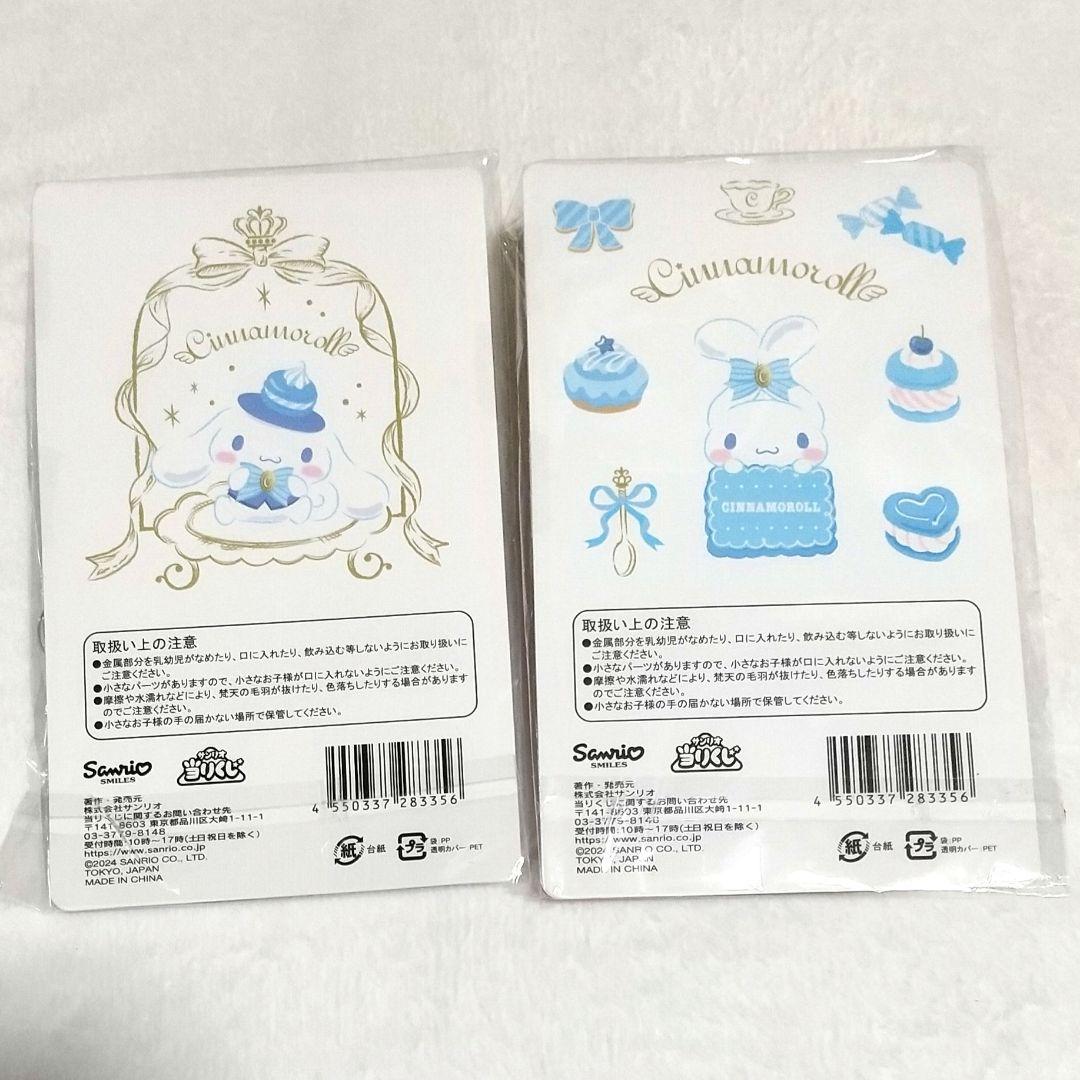 Cinnamoroll
取扱い上の注意
●金属部分を乳幼児がなめたり、口に入れたり、飲み込む等しないようにお取り扱いに
ご注意ください。
●小さなパーツがありますので、小さなお子様が口に入れないようにご注意ください。
●摩擦や水濡れなどにより、梵天の毛羽が抜けたり、色落ちしたりする場合があります
のでご注意ください。
●小さなお子様の手の届かない場所で保管してください。
Sanrio
SMILES
サンリオ
当りくじ
著作・発売元
株式会社サンリオ
当りくじに関するお問い合わせ先
〒141-8603 東京都品川区大崎1-11-1
03-3779-8148
受付時間:10時~17時(土日祝日を除く)
https://www.sanrio.co.jp
©2024 SANRIO CO., LTD.
TOKYO, JAPAN
MADE IN CHINA
4 550337 283356
紙 台紙
プラ 袋:PP
透明カバー:PET
C
Cinnamoroll
C
CINNAMOROLL
取扱い上の注意
●金属部分を乳幼児がなめたり、口に入れたり、飲み込む等しないようにお取り扱いに
ご注意ください。
●小さなパーツがありますので、小さなお子様が口に入れないようにご注意ください。
●摩擦や水濡れなどにより、梵天の毛羽が抜けたり、色落ちしたりする場合があります
のでご注意ください。
●小さなお子様の手の届かない場所で保管してください。
Sanrio
SMILES
サンリオ
当りくじ
著作・発売元
株式会社サンリオ
当りくじに関するお問い合わせ先
〒141-8603 東京都品川区大崎1-11-1
03-3779-8148
受付時間:10時~17時(土日祝日を除く)
https://www.sanrio.co.jp
©2024 SANRIO CO., LTD.
TOKYO, JAPAN
MADE IN CHINA
4 550337 283356
紙 台紙
プラ 袋:PP
透明カバー:PET